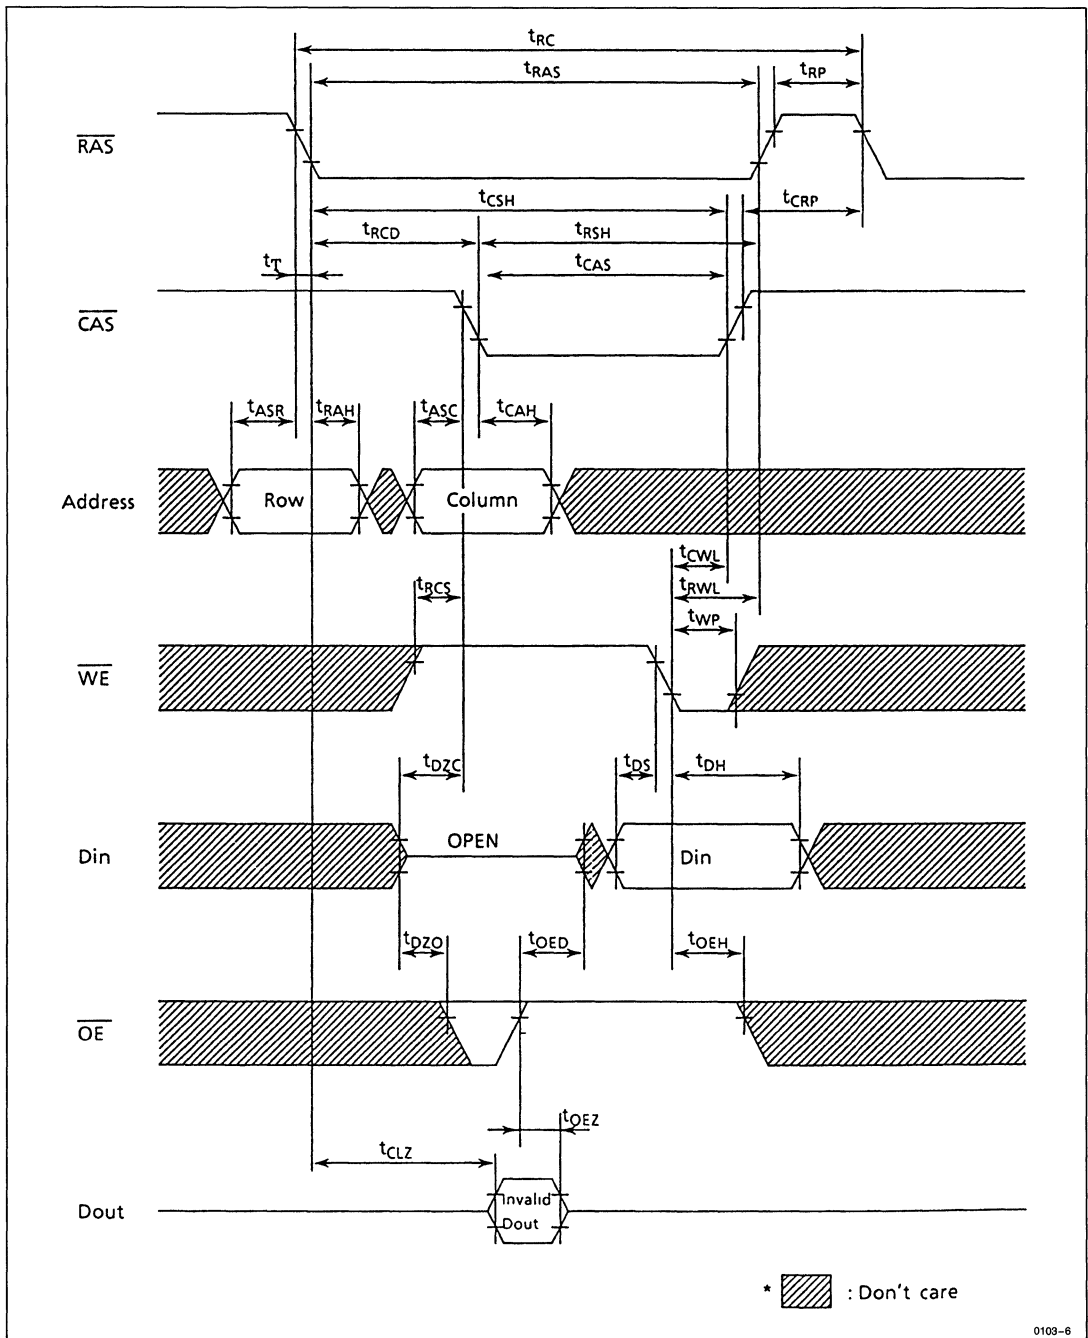 tRC
tRAS
tRP
RAS
tCSH
tCRP
tRCD
tRSH
tT
tCAS
CAS
tASR
tRAH
tASC
tCAH
Address
Row
Column
tCWL
tRCS
tRWL
tWP
WE
tDZC
tDS
tDH
Din
OPEN
Din
tDZO
tOED
tOEH
OE
tOEZ
tCLZ
Dout
Invalid
Dout
* : Don't care
0103-6